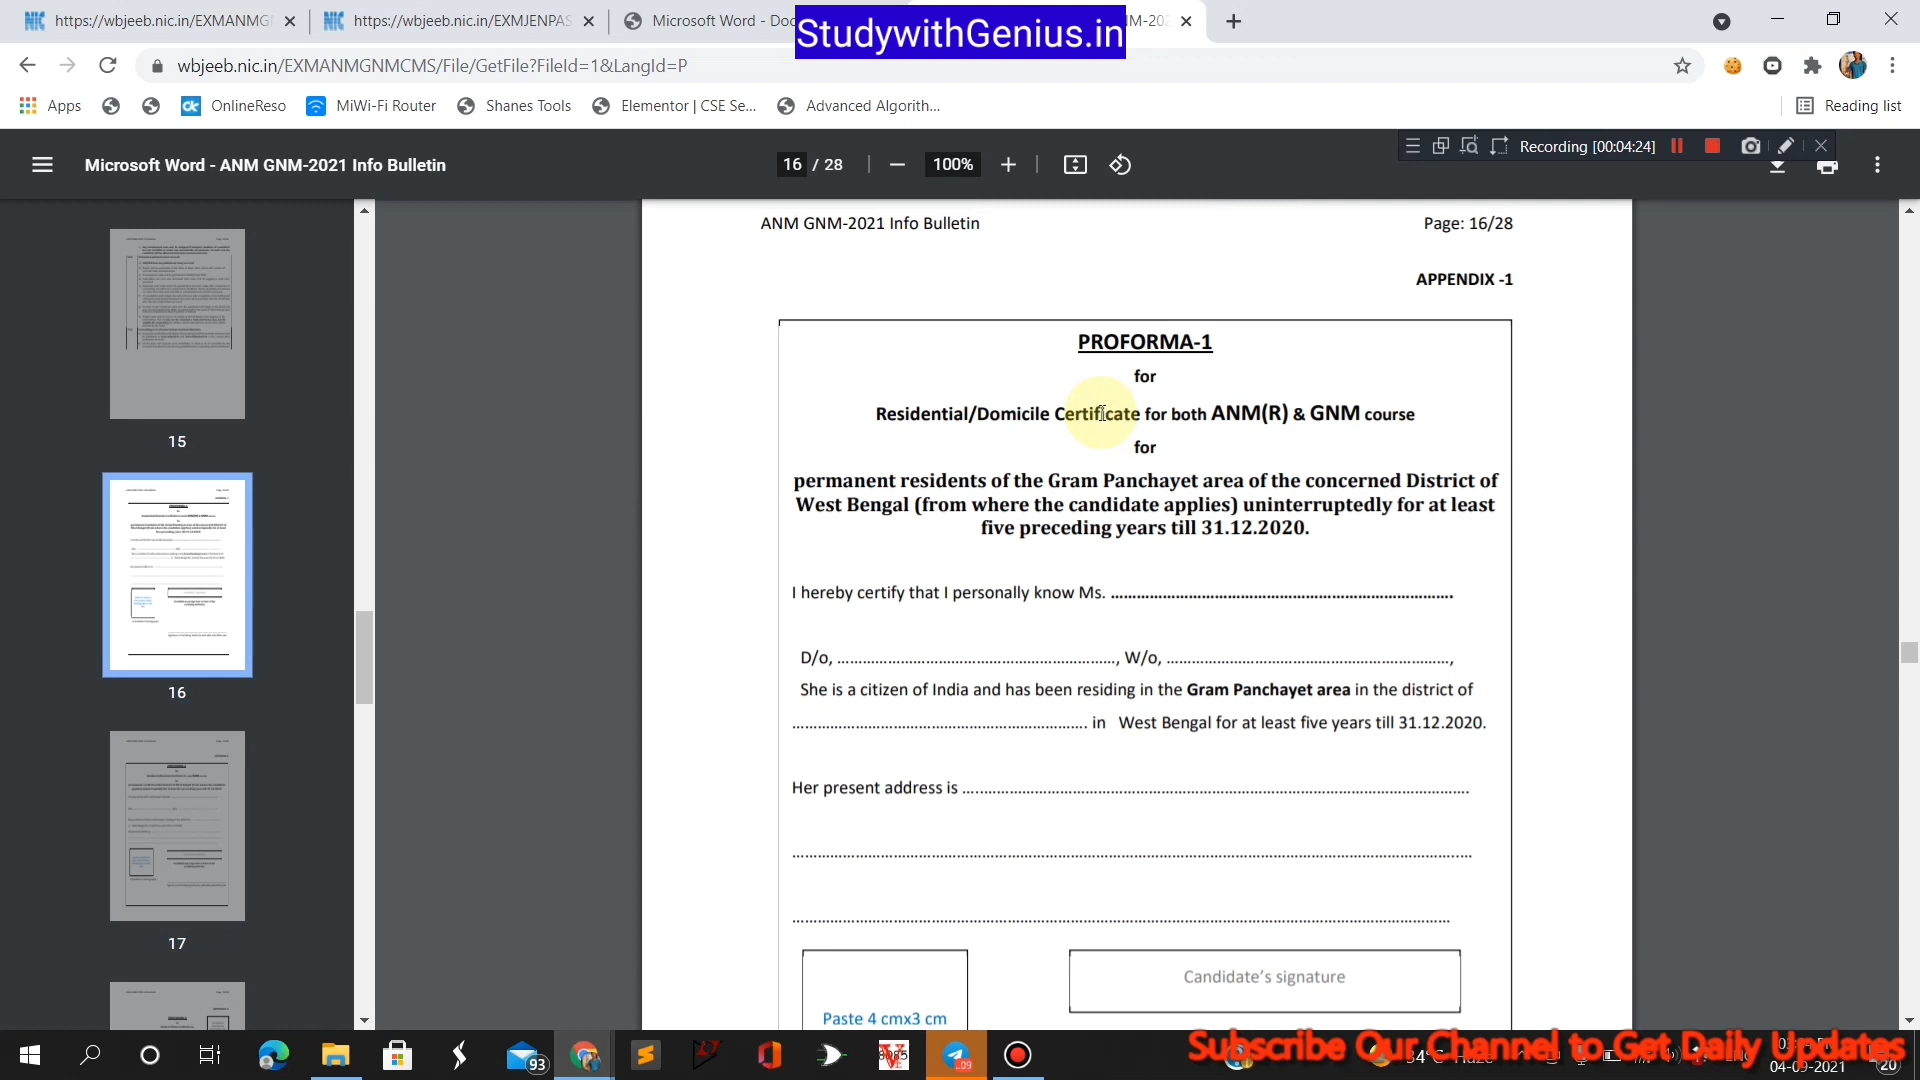 https://wbjeeb.nic.in/EXMANMG
https://wbjeeb.nic.in/EXMJENPAS
Microsoft Word - Doc
StudywithGenius.in
M-202
wbjeeb.nic.in/EXMANMGNMCMS/File/GetFile?FileId=1&LangId=P
Apps
OnlineReso
MiWi-Fi Router
Shanes Tools
Elementor | CSE Se...
Advanced Algorith...
Reading list
Microsoft Word - ANM GNM-2021 Info Bulletin
16 / 28
100%
Recording [00:04:24]
15
16
17
ANM GNM-2021 Info Bulletin Page: 16/28
APPENDIX -1
PROFORMA-1
for
Residential/Domicile Certificate for both ANM(R) & GNM course
for
permanent residents of the Gram Panchayet area of the concerned District of
West Bengal (from where the candidate applies) uninterruptedly for at least
five preceding years till 31.12.2020.
I hereby certify that I personally know Ms. ................................................................................
D/o, .................................................................., W/o, ...................................................................,
She is a citizen of India and has been residing in the Gram Panchayet area in the district of
...................................................................... in West Bengal for at least five years till 31.12.2020.
Her present address is ........................................................................................................................
................................................................................................................................................................
...........................................................................................................................................................
Candidate's signature
Paste 4 cmx3 cm
93
8085
.09
34°C Haze
04-09-2021
20
Subscribe Our Channel to Get Daily Updates